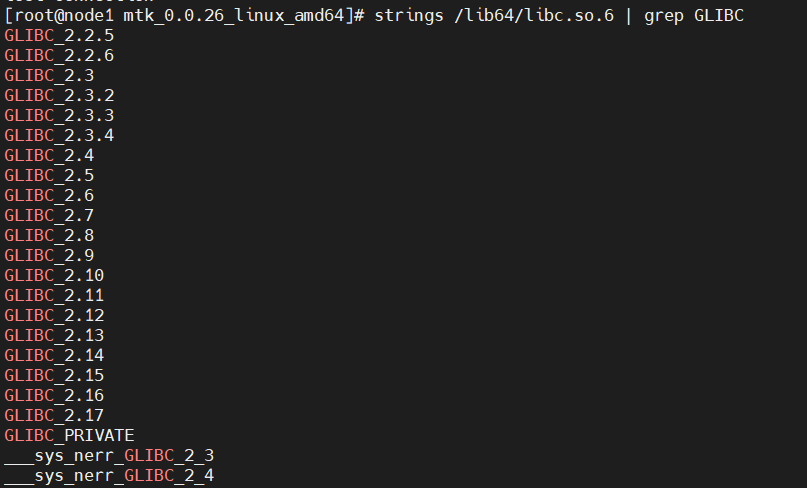 [root@node1 mtk_0.0.26_linux_amd64]# strings /lib64/libc.so.6 | grep GLIBC
GLIBC_2.2.5
GLIBC_2.2.6
GLIBC_2.3
GLIBC_2.3.2
GLIBC_2.3.3
GLIBC_2.3.4
GLIBC_2.4
GLIBC_2.5
GLIBC_2.6
GLIBC_2.7
GLIBC_2.8
GLIBC_2.9
GLIBC_2.10
GLIBC_2.11
GLIBC_2.12
GLIBC_2.13
GLIBC_2.14
GLIBC_2.15
GLIBC_2.16
GLIBC_2.17
GLIBC_PRIVATE
___sys_nerr_GLIBC_2_3
___sys_nerr_GLIBC_2_4